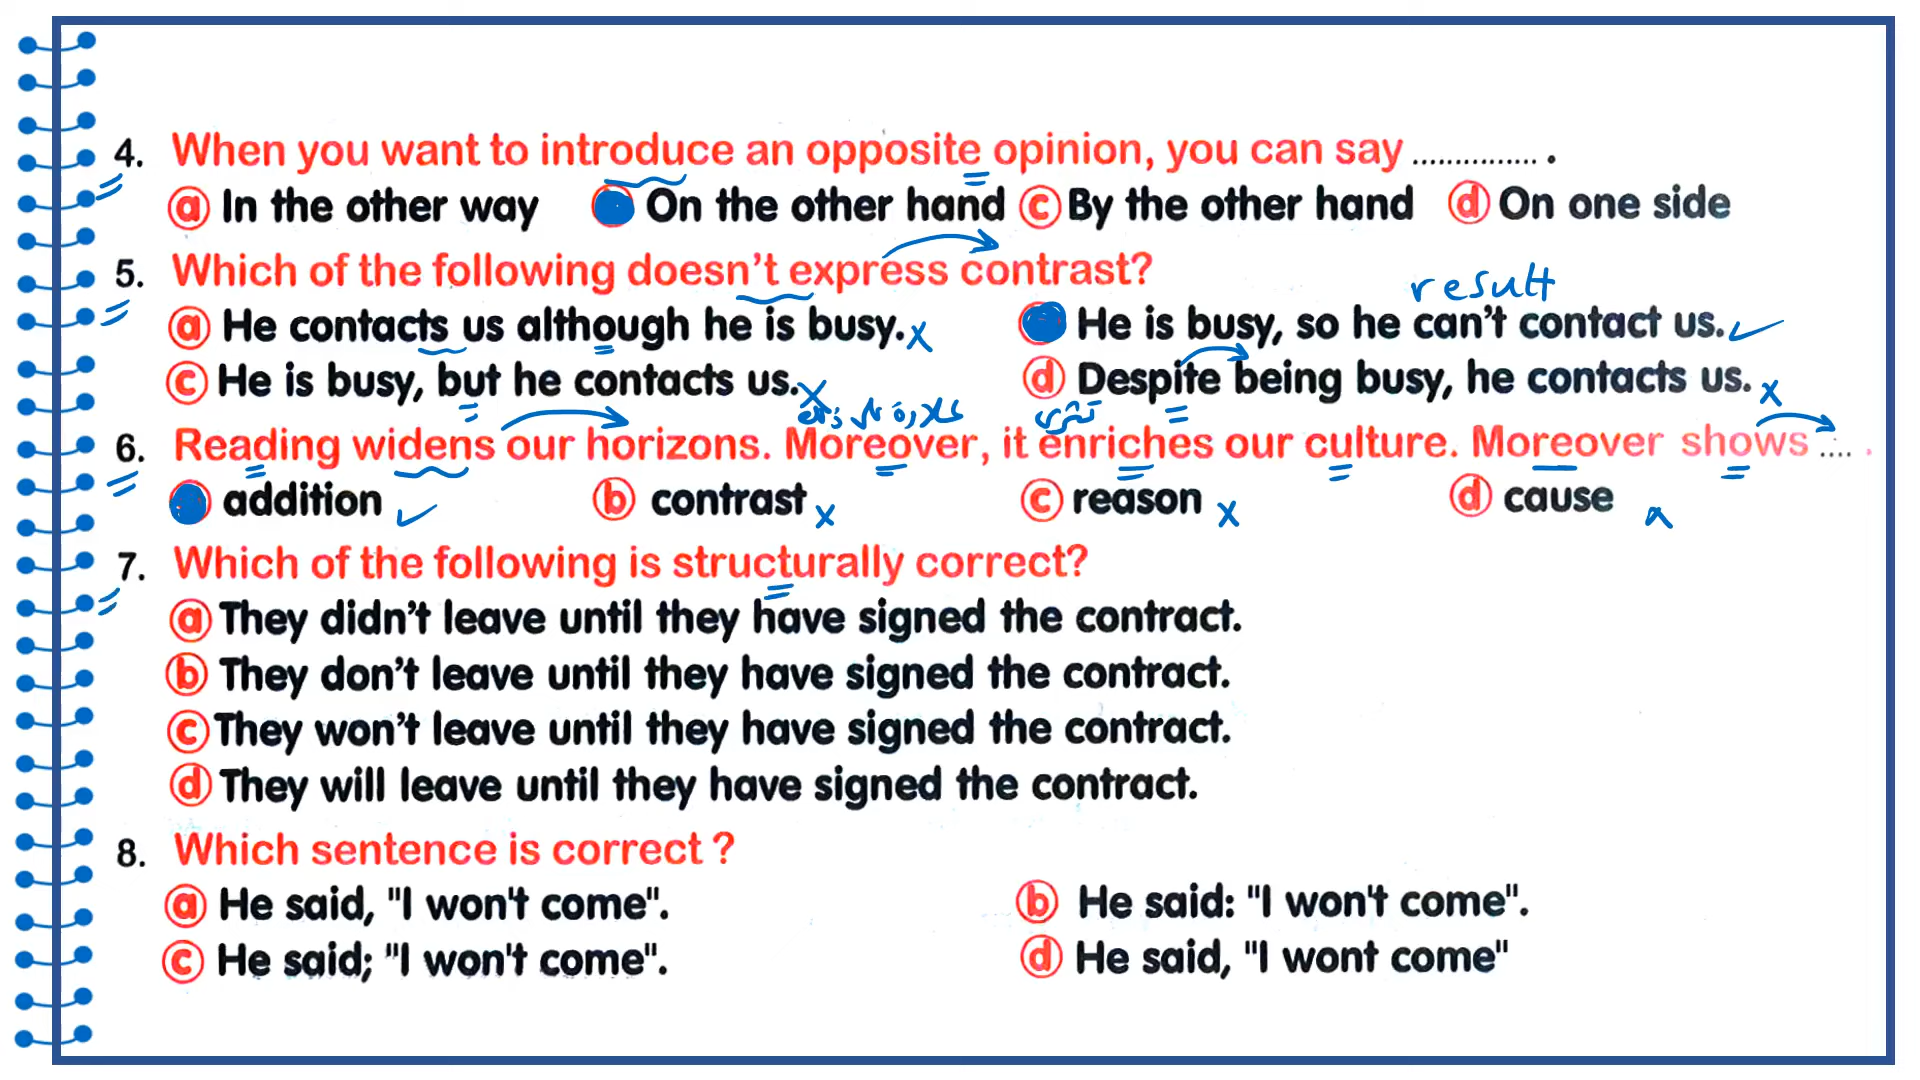 4. When you want to introduce an opposite opinion, you can say ............... .
ⓐ In the other way On the other hand ⓒ By the other hand ⓓ On one side
5. Which of the following doesn't express contrast?
result
ⓐ He contacts us although he is busy. x He is busy, so he can't contact us. ✓
ⓒ He is busy, but he contacts us. x ⓓ Despite being busy, he contacts us. x
6. Reading widens our horizons. Moreover, it enriches our culture. Moreover shows .... .
addition ✓ ⓑ contrast x ⓒ reason x ⓓ cause x
7. Which of the following is structurally correct?
ⓐ They didn't leave until they have signed the contract.
ⓑ They don't leave until they have signed the contract.
ⓒ They won't leave until they have signed the contract.
ⓓ They will leave until they have signed the contract.
8. Which sentence is correct ?
ⓐ He said, "I won't come". ⓑ He said: "I won't come".
ⓒ He said; "I won't come". ⓓ He said, "I wont come"